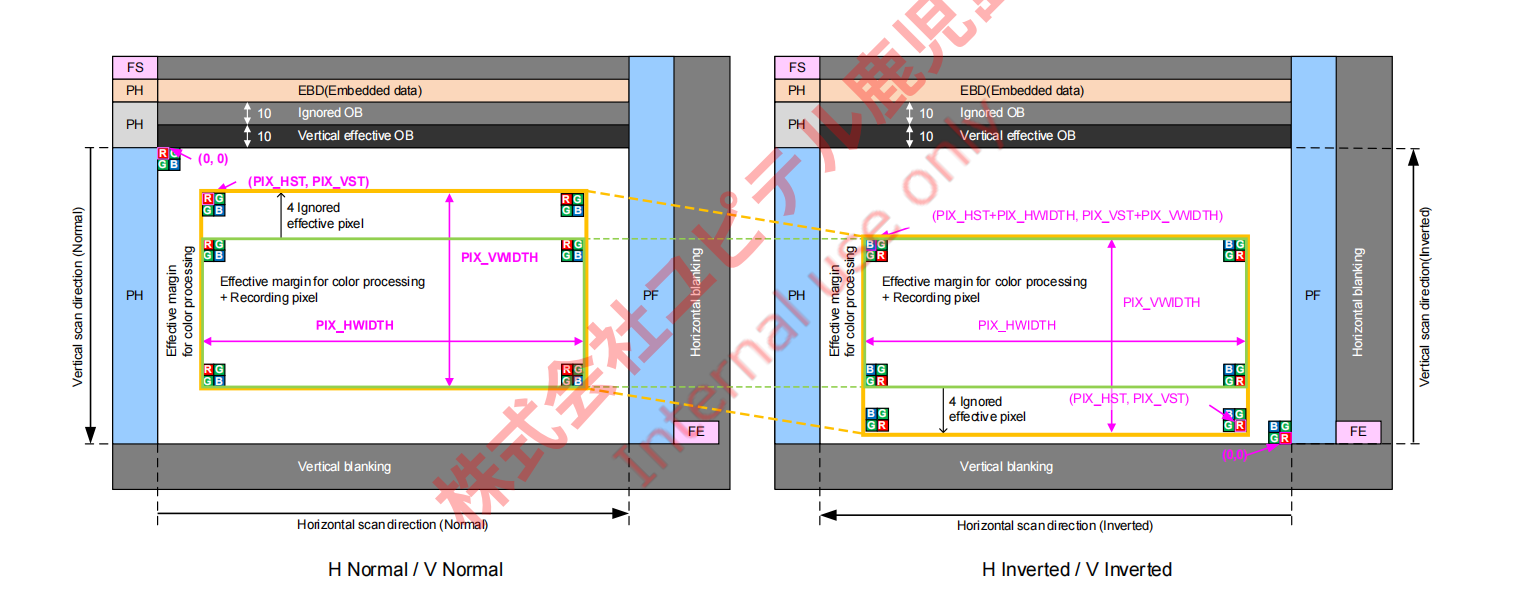 FS
PH EBD(Embedded data)
PH
10 Ignored OB
10 Vertical effective OB
R G
G B
(0, 0)
(PIX_HST, PIX_VST)
R G
G B
R G
G B
4 Ignored
effective pixel
R G
G B
R G
G B
PIX_VWIDTH
Effective margin for color processing
+ Recording pixel
PIX_HWIDTH
R G
G B
R G
G B
Vertical scan direction (Normal)
PH
Effective margin
for color processing
PF
Horizontal blanking
FE
Vertical blanking
Horizontal scan direction (Normal)
H Normal / V Normal
FS
PH EBD(Embedded data)
PH
10 Ignored OB
10 Vertical effective OB
(PIX_HST+PIX_HWIDTH, PIX_VST+PIX_VWIDTH)
B G
G R
B G
G R
Effective margin for color processing
+ Recording pixel
PIX_VWIDTH
PIX_HWIDTH
B G
G R
B G
G R
4 Ignored
effective pixel
(PIX_HST, PIX_VST)
B G
G R
B G
G R
B G
G R
(0,0)
PH
Effective margin
for color processing
PF
Horizontal blanking
Vertical scan direction(Inverted)
FE
Vertical blanking
Horizontal scan direction (Inverted)
H Inverted / V Inverted
株式会社ユピテル鹿児
Internal use only